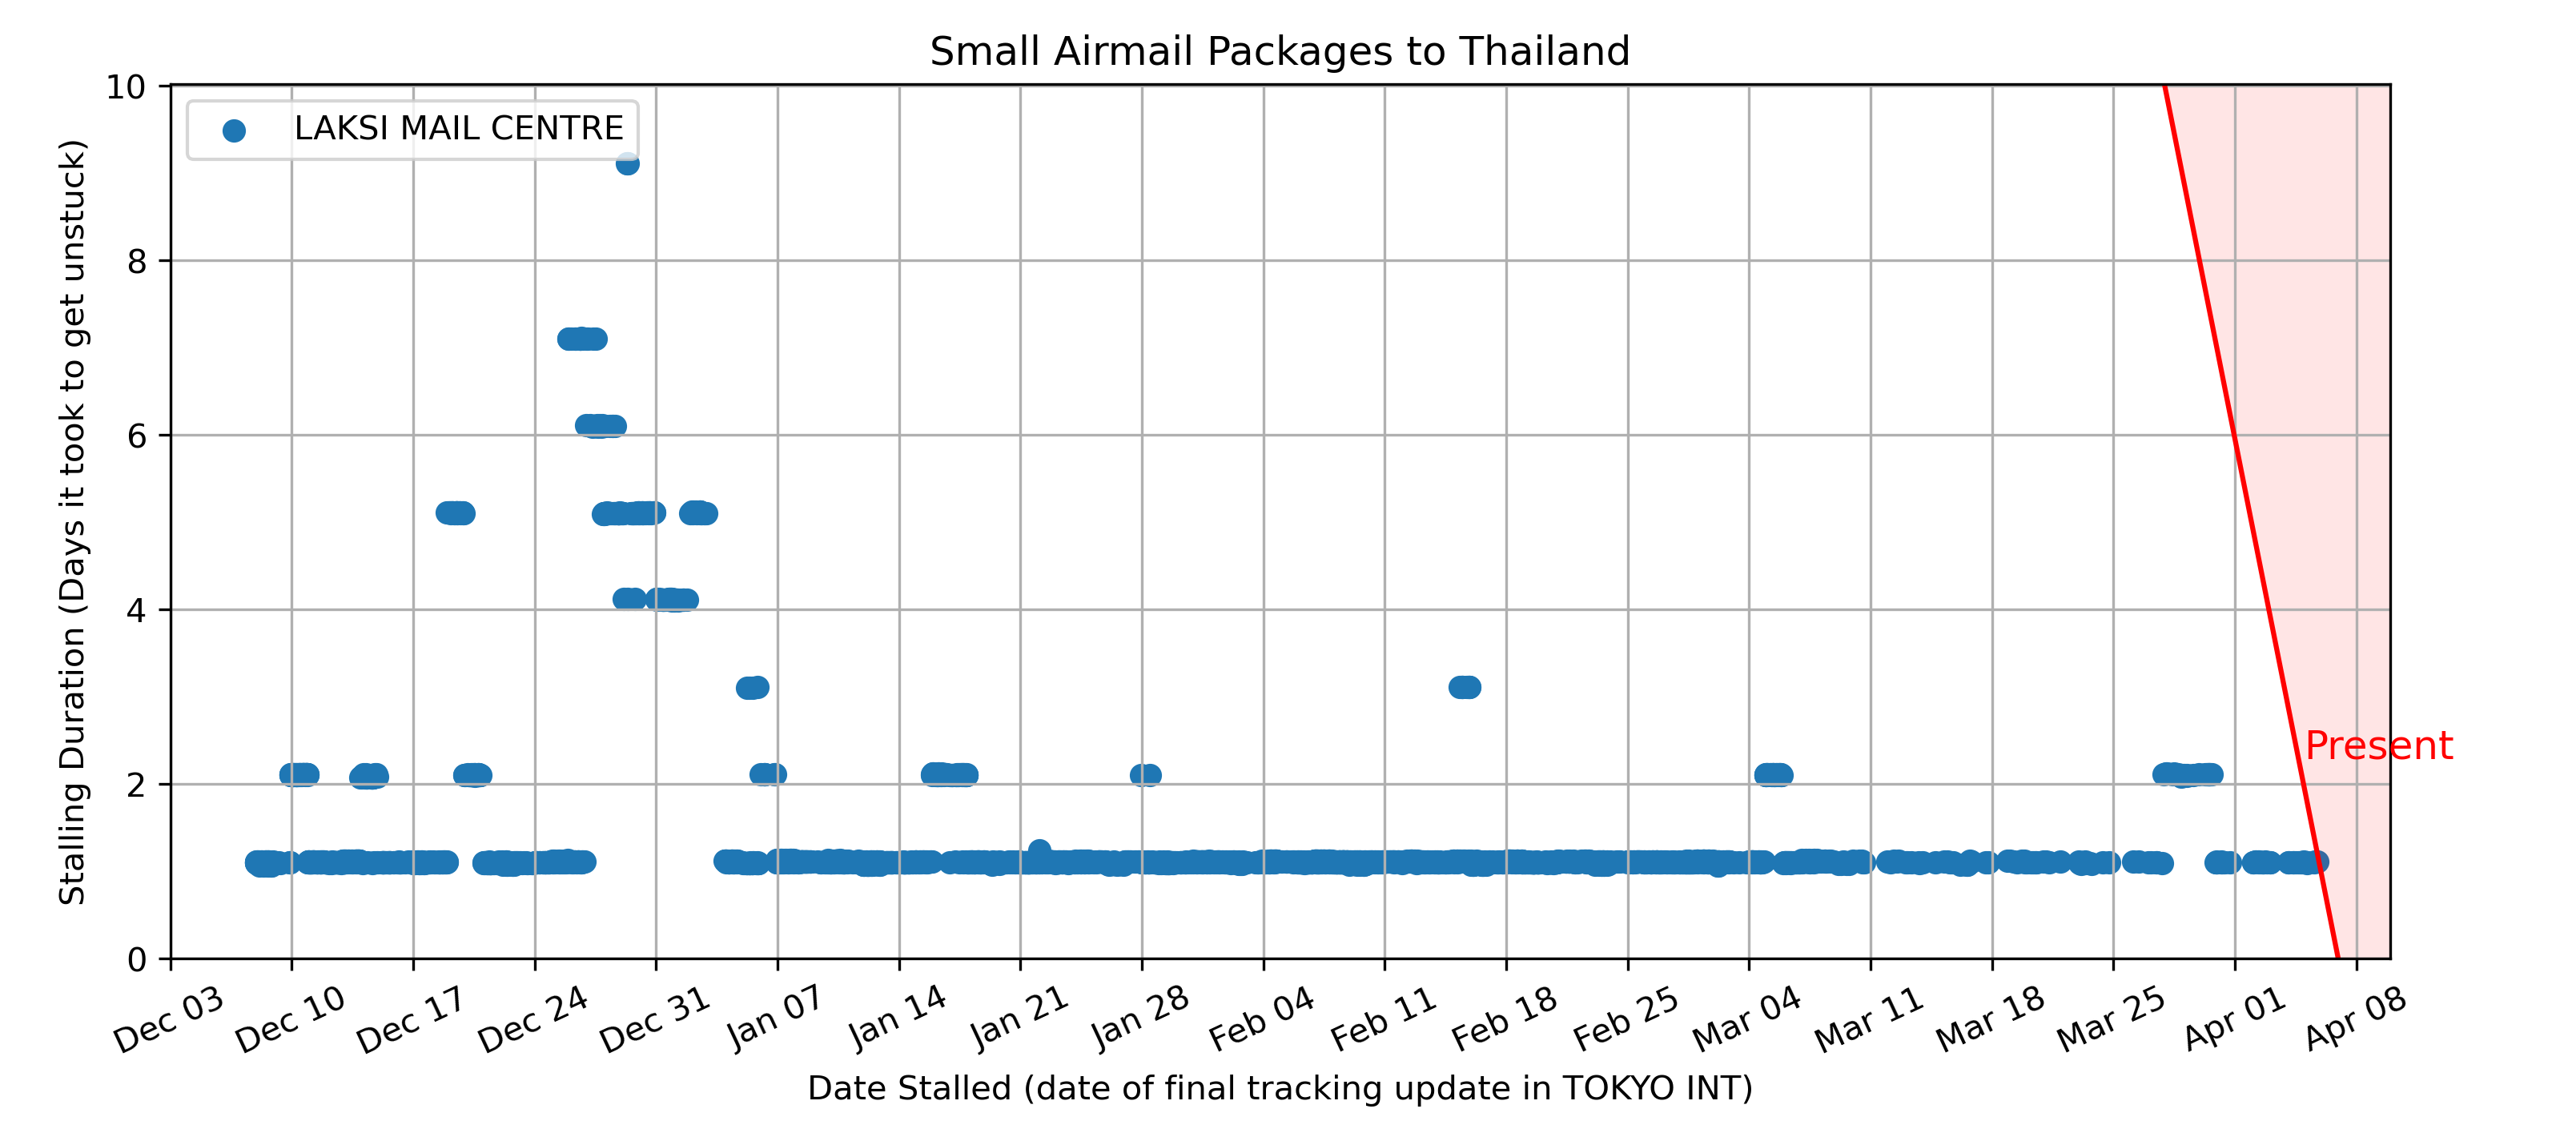 Small Airmail Packages to Thailand
LAKSI MAIL CENTRE
Stalling Duration (Days it took to get unstuck)
10
8
6
4
2
0
Present
Dec 03
Dec 10
Dec 17
Dec 24
Dec 31
Jan 07
Jan 14
Jan 21
Jan 28
Feb 04
Feb 11
Feb 18
Feb 25
Mar 04
Mar 11
Mar 18
Mar 25
Apr 01
Apr 08
Date Stalled (date of final tracking update in TOKYO INT)